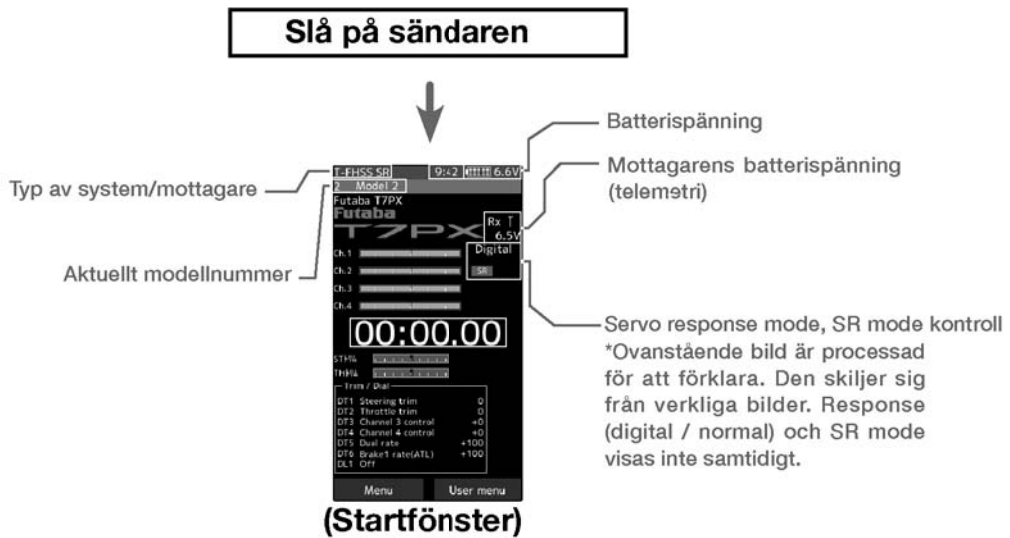 Slå på sändaren
Batterispänning
Mottagarens batterispänning
(telemstri)
Typ av system/mottagare
Aktuellt modellnummer
T-FHSS SR 9:42 6.6V
2 Model 2
Futaba T7PX
Futaba
T7PX
Rx
6.5V
Digital
SR
Ch.1
Ch.2
Ch.3
Ch.4
00:00.00
ST
TH
Trim / Dial
DT1 Steering trim 0
DT2 Throttle trim 0
DT3 Channel 3 control +0
DT4 Channel 4 control +0
DT5 Dual rate +100
DT6 Brake1 rate(ATL) +100
DL1 Off
Menu User menu
Servo response mode, SR mode kontroll
*Ovanstående bild är processad
för att förklara. Den skiljer sig
från verkliga bilder. Response
(digital / normal) och SR mode
visas inte samtidigt.
(Startfönster)